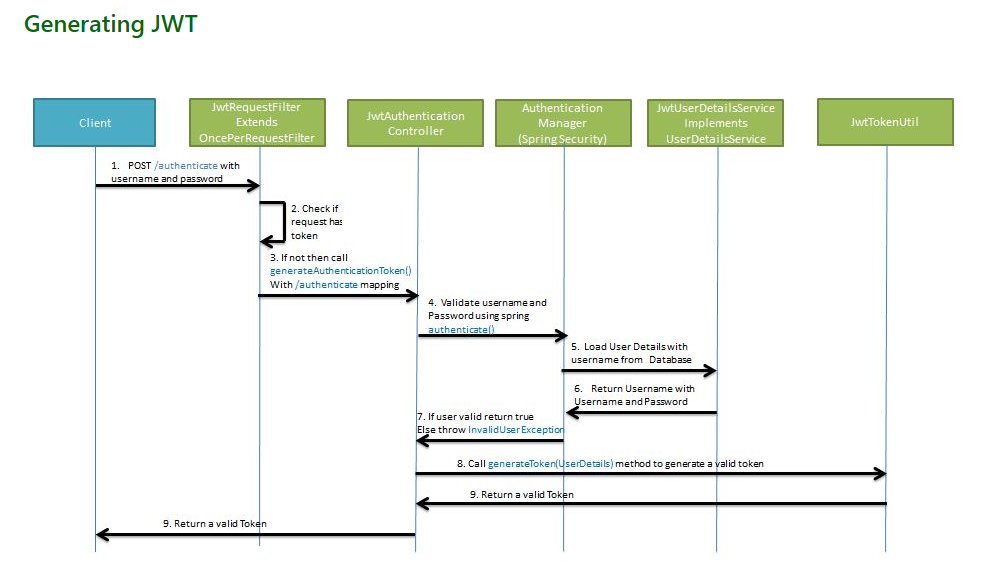 Generating JWT
Client
JwtRequestFilter
Extends
OncePerRequestFilter
JwtAuthentication
Controller
Authentication
Manager
(Spring Security)
JwtUserDetailsService
Implements
UserDetailsService
JwtTokenUtil
1. POST /authenticate with
username and password
2. Check if
request has
token
3. If not then call
generateAuthenticationToken()
With /authenticate mapping
4. Validate username and
Password using spring
authenticate()
5. Load User Details with
username from Database
6. Return Username with
Username and Password
7. If user valid return true
Else throw InvalidUserException
8. Call generateToken(UserDetails) method to generate a valid token
9. Return a valid Token
9. Return a valid Token